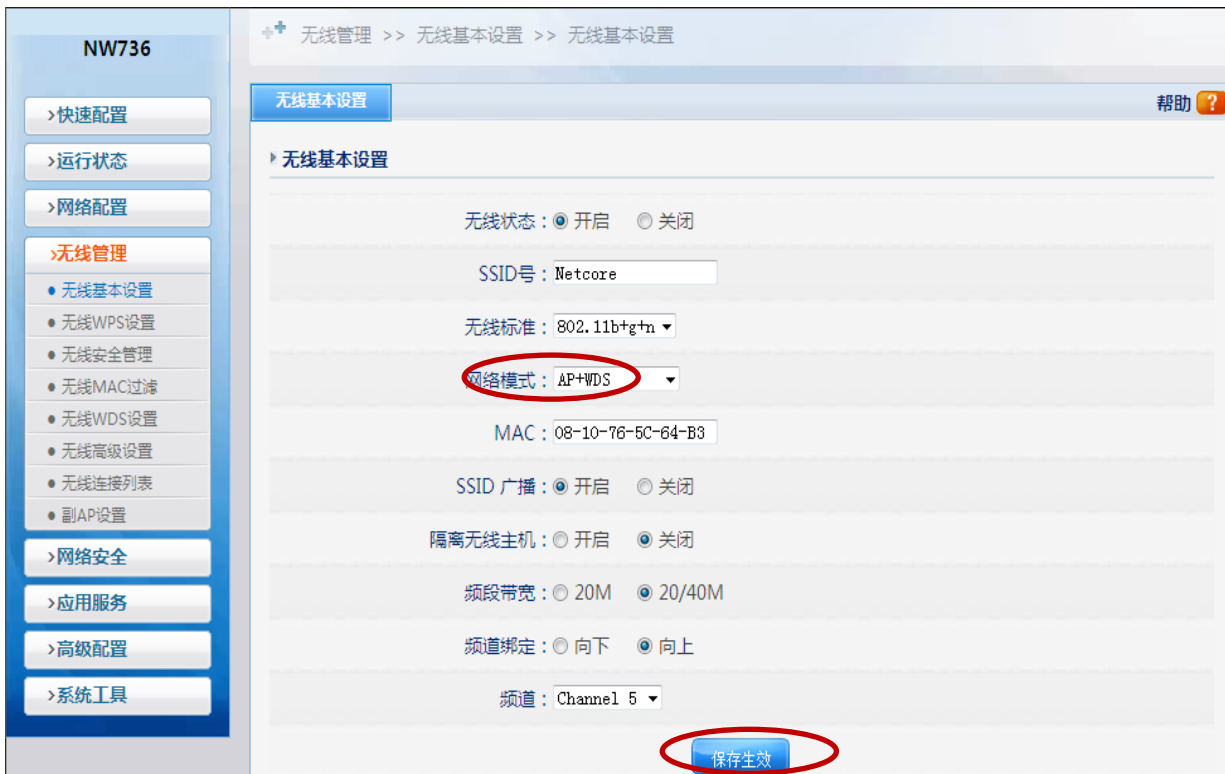 NW736
无线管理 >> 无线基本设置 >> 无线基本设置
>快速配置
>运行状态
>网络配置
>无线管理
● 无线基本设置
● 无线WPS设置
● 无线安全管理
● 无线MAC过滤
● 无线WDS设置
● 无线高级设置
● 无线连接列表
● 副AP设置
>网络安全
>应用服务
>高级配置
>系统工具
无线基本设置
帮助 ?
无线基本设置
无线状态：开启 关闭
SSID号：Netcore
无线标准：802.11b+g+n
网络模式：AP+WDS
MAC：08-10-76-5C-64-B3
SSID 广播：开启 关闭
隔离无线主机：开启 关闭
频段带宽：20M 20/40M
频道绑定：向下 向上
频道：Channel 5
保存生效